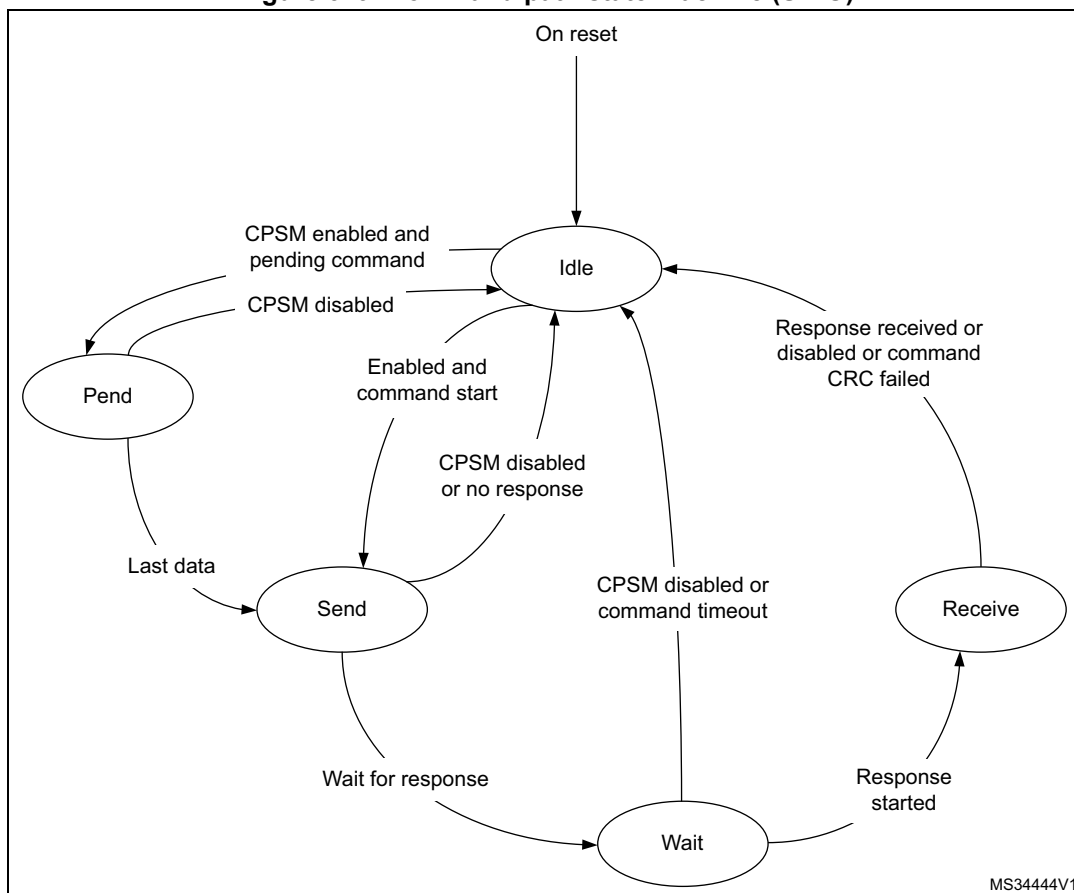 On reset
CPSM enabled and
pending command
Idle
CPSM disabled
Response received or
disabled or command
CRC failed
Enabled and
command start
Pend
CPSM disabled
or no response
Last data
CPSM disabled or
command timeout
Send
Receive
Wait for response
Response
started
Wait
MS34444V1